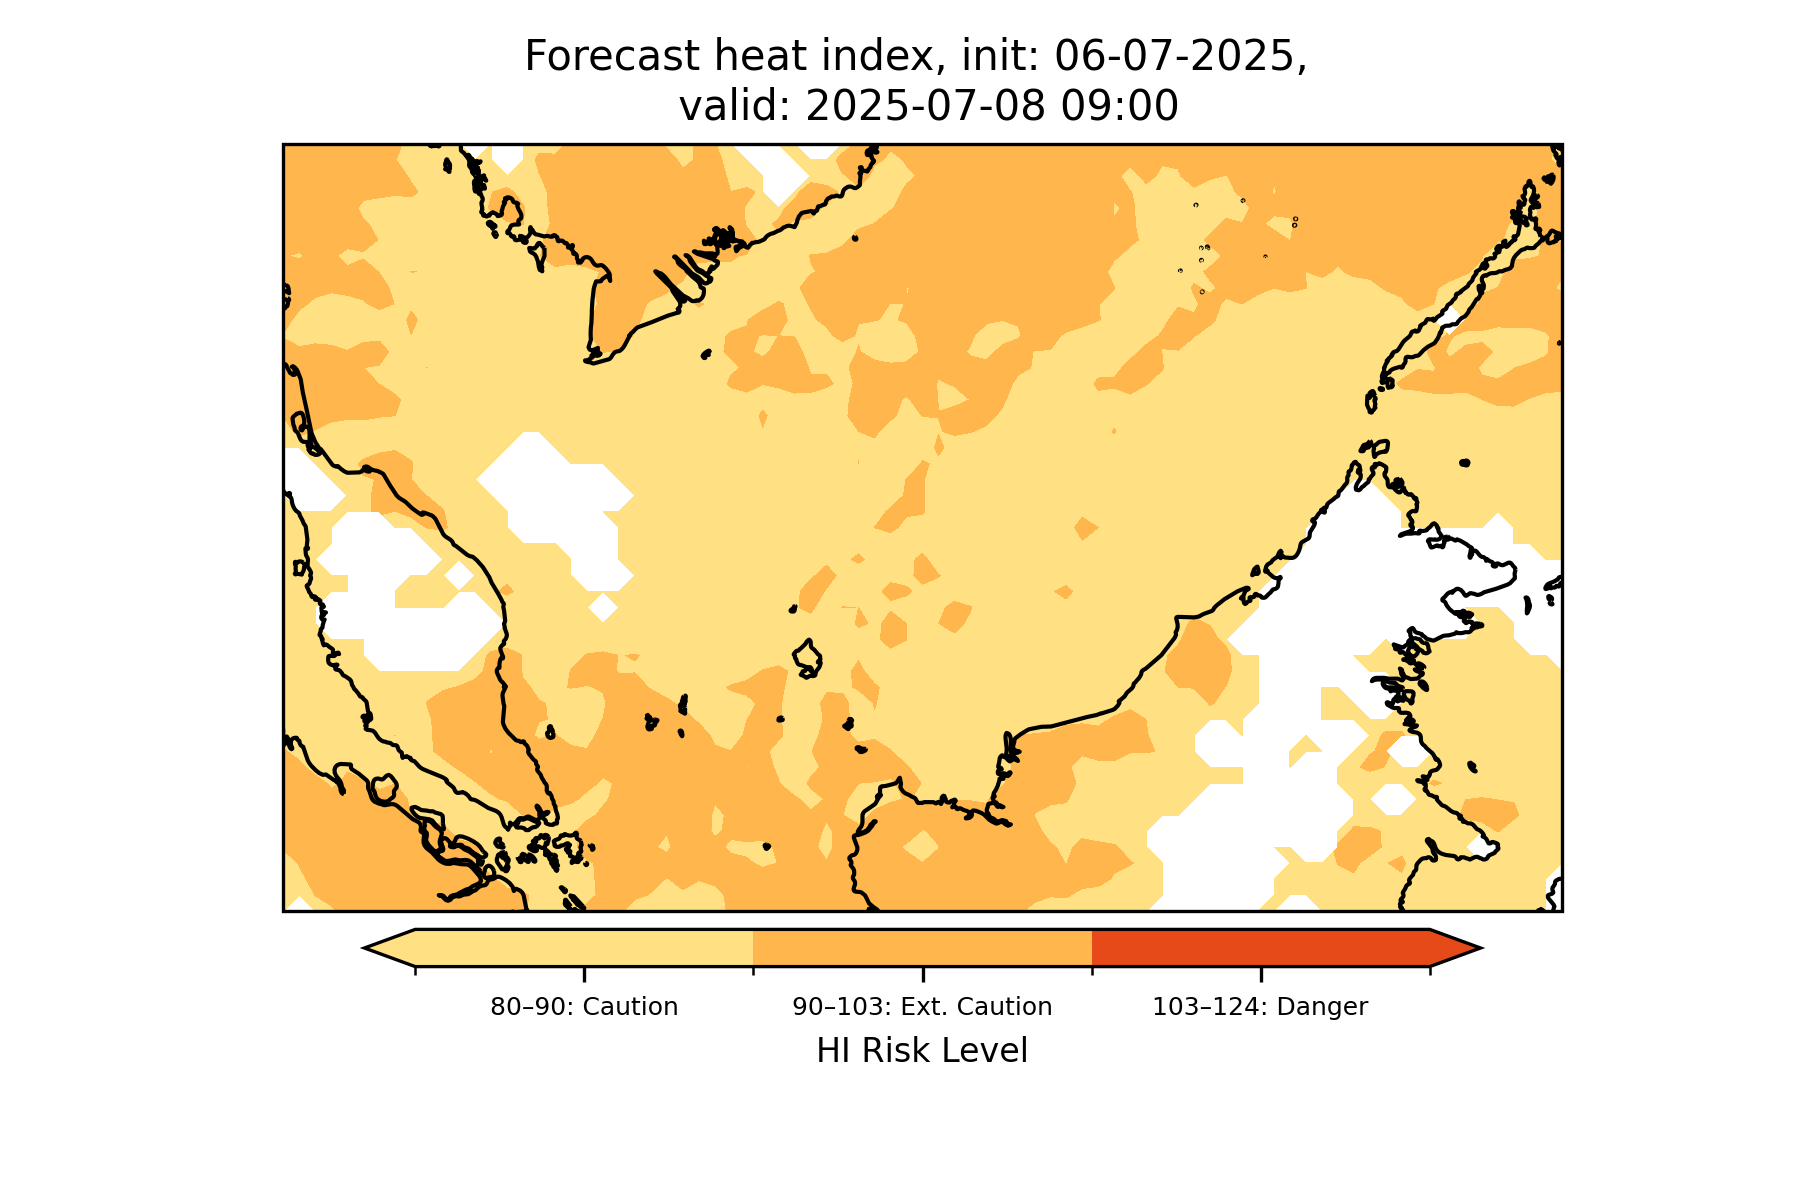 Forecast heat index, init: 06-07-2025,
valid: 2025-07-08 09:00
80–90: Caution
90–103: Ext. Caution
103–124: Danger
HI Risk Level